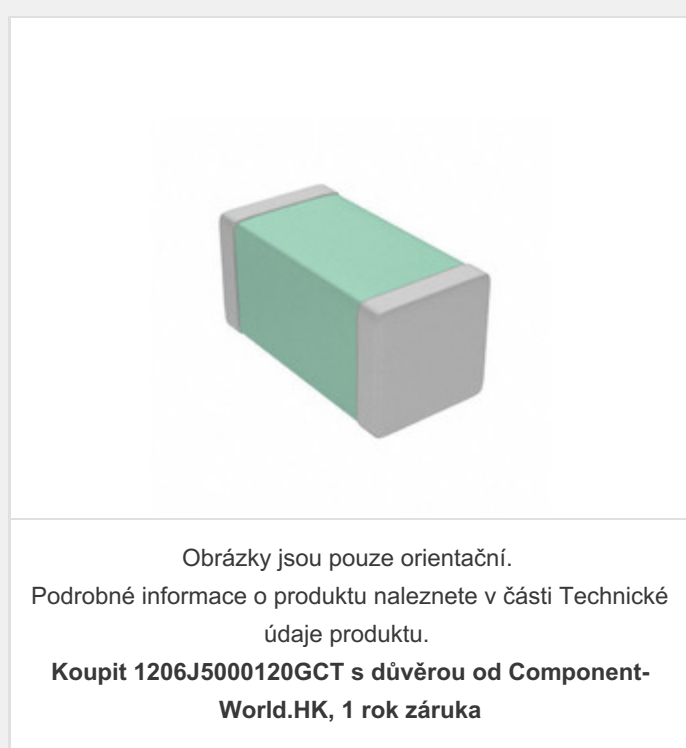 Obrázky jsou pouze orientační.
Podrobné informace o produktu naleznete v části Technické
údaje produktu.
Koupit 1206J5000120GCT s důvěrou od Component-
World.HK, 1 rok záruka